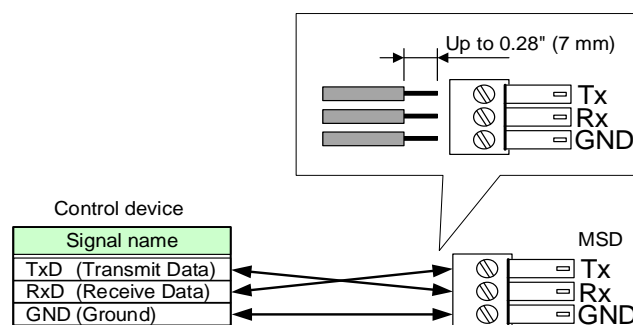 Up to 0.28" (7 mm)
Tx
Rx
GND
Control device
Signal name
MSD
TxD (Transmit Data)
Tx
RxD (Receive Data)
Rx
GND (Ground)
GND